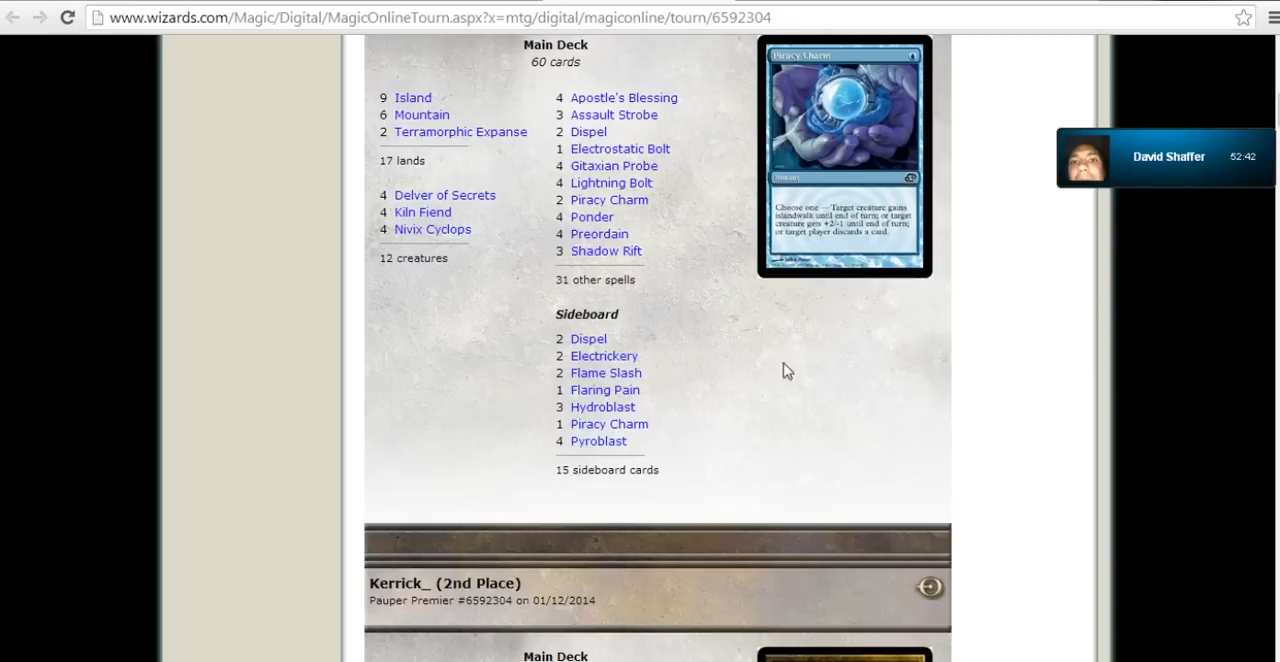 www.wizards.com/Magic/Digital/MagicOnlineTourn.aspx?x=mtg/digital/magiconline/tourn/6592304
Main Deck
60 cards
9 Island
6 Mountain
2 Terramorphic Expanse
17 lands
4 Delver of Secrets
4 Kiln Fiend
4 Nivix Cyclops
12 creatures
4 Apostle's Blessing
3 Assault Strobe
2 Dispel
1 Electrostatic Bolt
4 Gitaxian Probe
4 Lightning Bolt
2 Piracy Charm
4 Ponder
4 Preordain
3 Shadow Rift
31 other spells
Sideboard
2 Dispel
2 Electrickery
2 Flame Slash
1 Flaring Pain
3 Hydroblast
1 Piracy Charm
4 Pyroblast
15 sideboard cards
Piracy Charm
Instant
Choose one — Target creature gains
islandwalk until end of turn; or target
creature gets +2/-1 until end of turn;
or target player discards a card.
David Shaffer 52:42
Kerrick_ (2nd Place)
Pauper Premier #6592304 on 01/12/2014
Main Deck